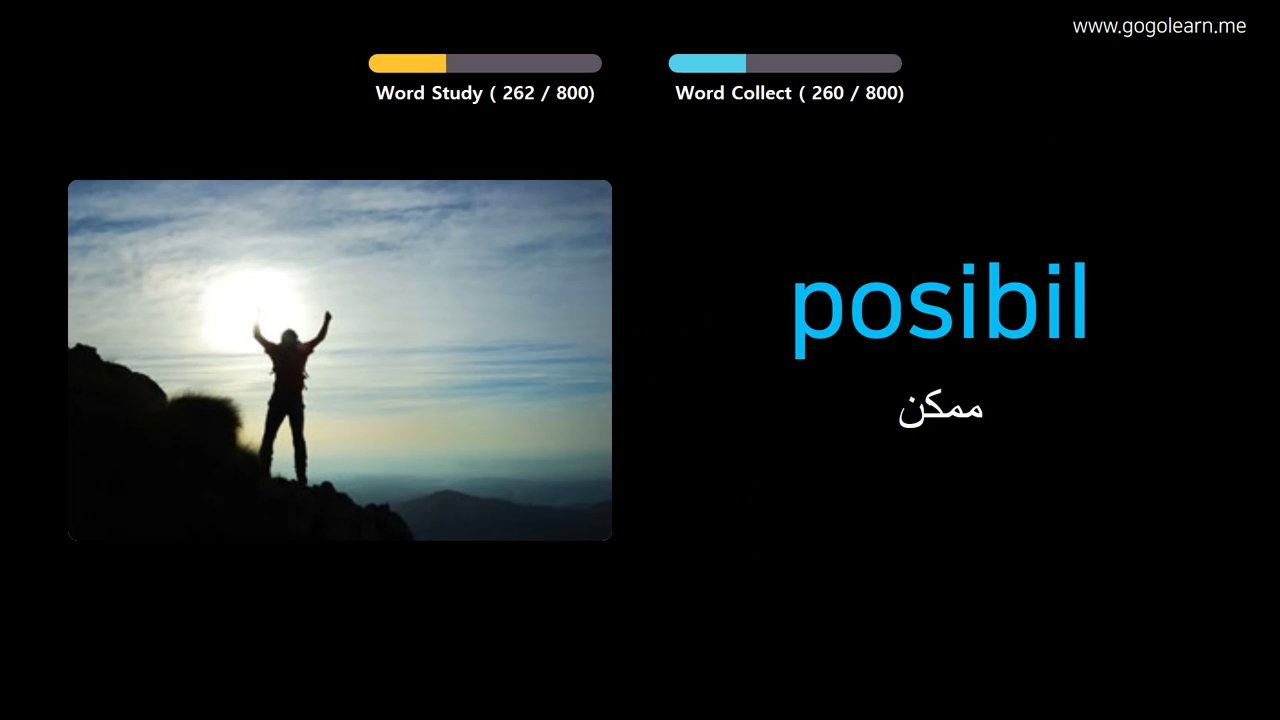 www.gogolearn.me
Word Study ( 262 / 800)
Word Collect ( 260 / 800)
posibil
ممكن